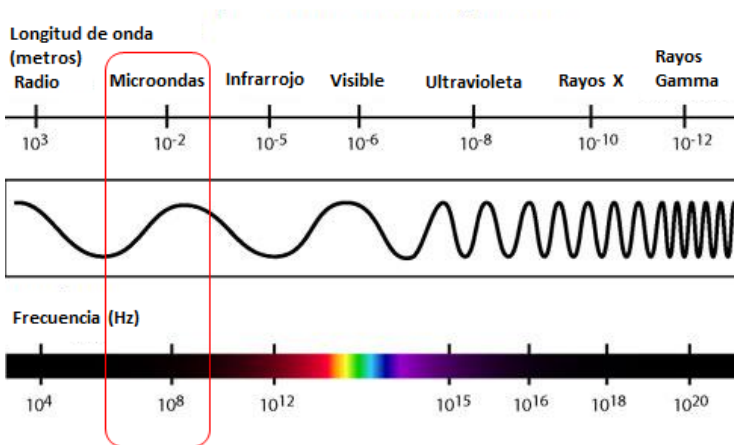 Longitud de onda
(metros)
Radio Microondas Infrarrojo Visible Ultravioleta Rayos X Rayos Gamma
10³ 10⁻² 10⁻⁵ 10⁻⁶ 10⁻⁸ 10⁻¹⁰ 10⁻¹²
Frecuencia (Hz)
10⁴ 10⁸ 10¹² 10¹⁵ 10¹⁶ 10¹⁸ 10²⁰